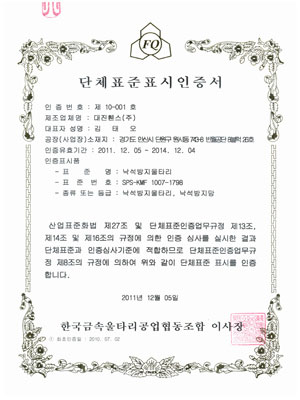 FQ
단체표준표시인증서
인 증 번 호 : 제 10-001 호
제조업체명 : 대진휀스(주)
대표자 성명 : 김 태 오
공장(사업장)소재지 : 경기도 안산시 단원구 원시동
인증유효기간 : 2011. 12. 05 - 2014. 12. 04
인증표시품
- 표 준 명 : 낙석방지울타리
- 표 준 번 호 : SPS-KMF 1007-1798
- 종류 또는 등급 : 낙석방지울타리, 낙석방지망
산업표준화법 제27조 및 단체표준인증업무규정 제13조,
제14조 및 제16조의 규정에 의한 인증 심사를 실시한 결과
단체표준과 인증심사기준에 적합하므로 단체표준인증업무규
정 제8조의 규정에 의하여 위와 같이 단체표준 표시를 인증
합니다.
2011년 12월 05일
한국금속울타리공업협동조합 이사장
① 최초인증일 : 2010. 07. 02